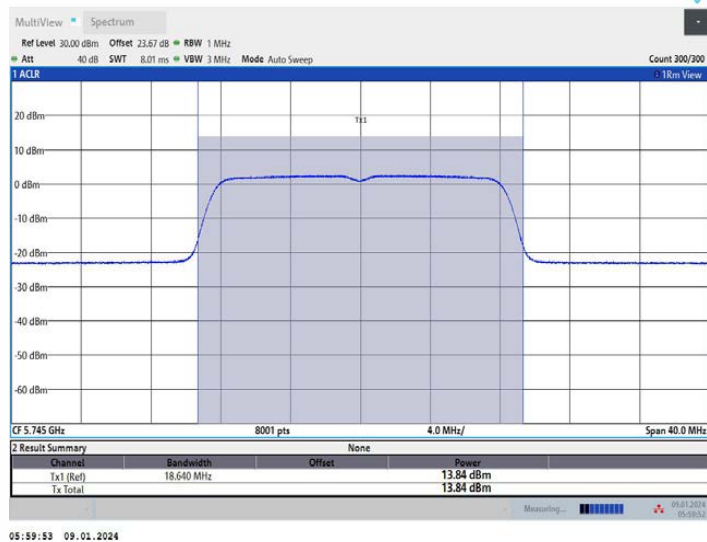 MultiView Spectrum
Ref Level 30.00 dBm Offset 23.67 dB RBW 1 MHz
Att 40 dB SWT 8.01 ms VBW 3 MHz Mode Auto Sweep Count 300/300
1 ACLR 1Rm View
Tx1
20 dBm
10 dBm
0 dBm
-10 dBm
-20 dBm
-30 dBm
-40 dBm
-50 dBm
-60 dBm
CF 5.745 GHz 8001 pts 4.0 MHz/ Span 40.0 MHz
2 Result Summary None
Channel Bandwidth Offset Power
Tx1 (Ref) 18.640 MHz 13.84 dBm
Tx Total 13.84 dBm
Measuring... 09.01.2024
05:59:52
05:59:53 09.01.2024